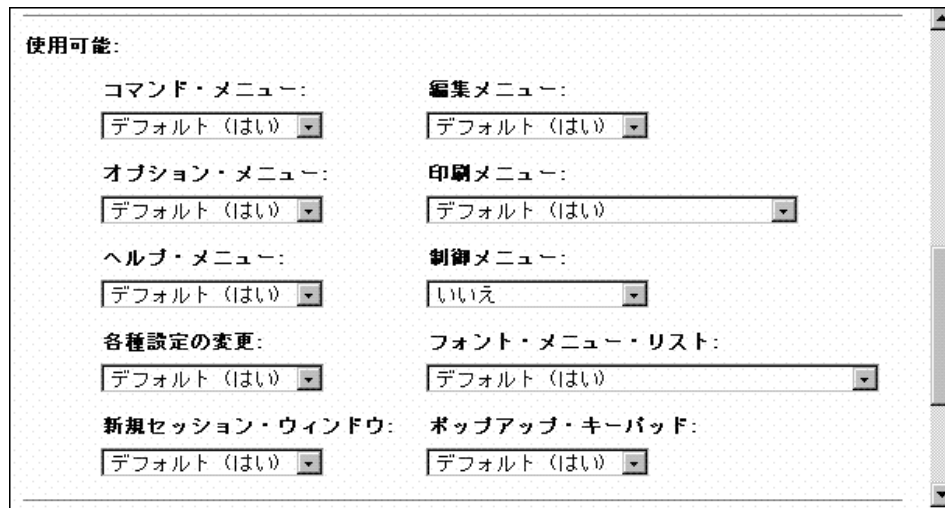 使用可能:
コマンド・メニュー: 編集メニュー:
デフォルト (はい) デフォルト (はい)
オプション・メニュー: 印刷メニュー:
デフォルト (はい) デフォルト (はい)
ヘルプ・メニュー: 制御メニュー:
デフォルト (はい) いいえ
各種設定の変更: フォント・メニュー・リスト:
デフォルト (はい) デフォルト (はい)
新規セッション・ウィンドウ: ポップアップ・キーパッド:
デフォルト (はい) デフォルト (はい)